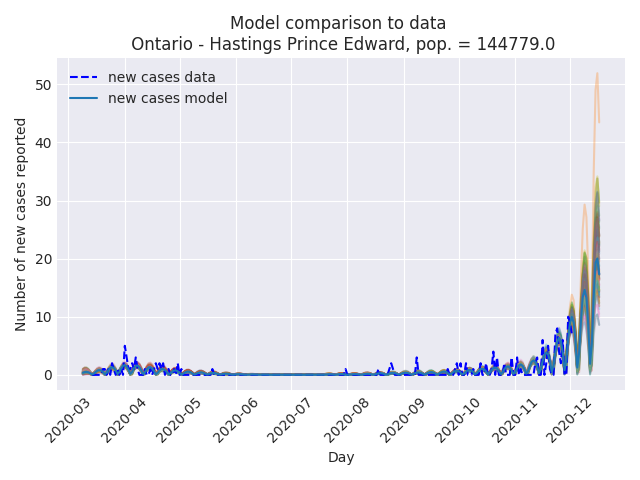 Model comparison to data
Ontario - Hastings Prince Edward, pop. = 144779.0
new cases data
new cases model
Number of new cases reported
50
40
30
20
10
0
2020-03
2020-04
2020-05
2020-06
2020-07
2020-08
2020-09
2020-10
2020-11
2020-12
Day